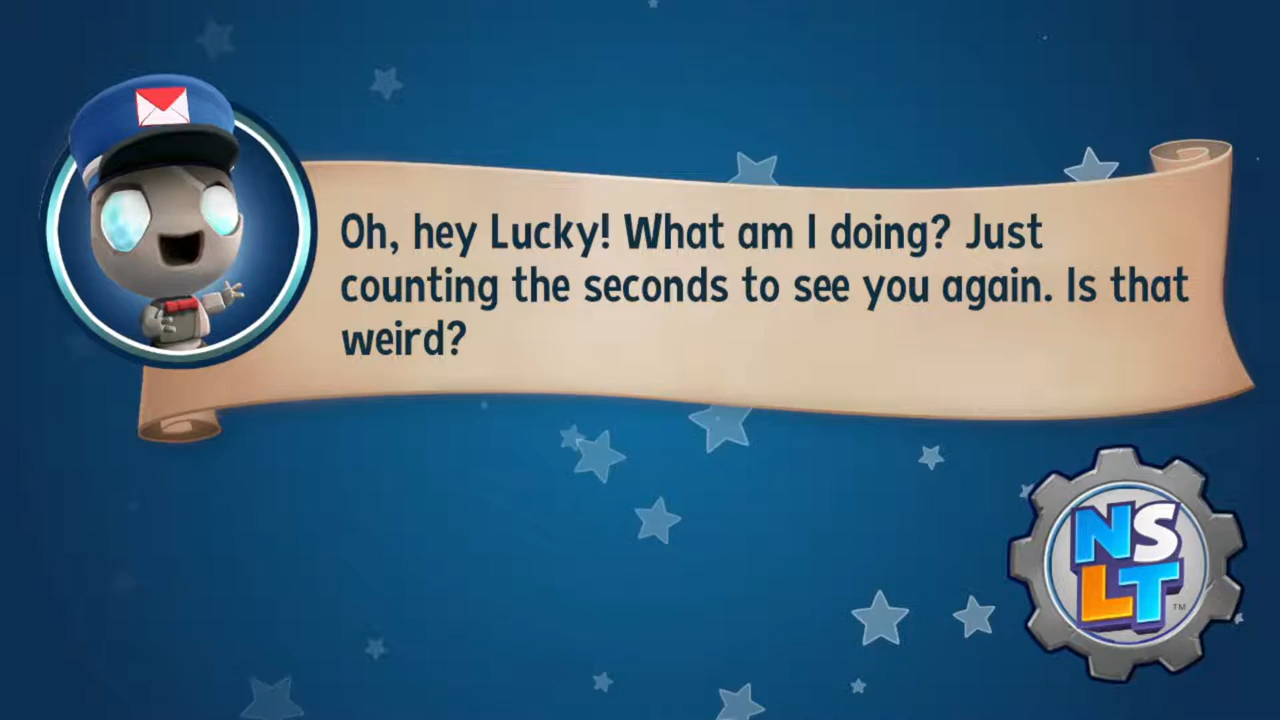 Oh, hey Lucky! What am I doing? Just
counting the seconds to see you again. Is that
weird?
NS
LT
TM